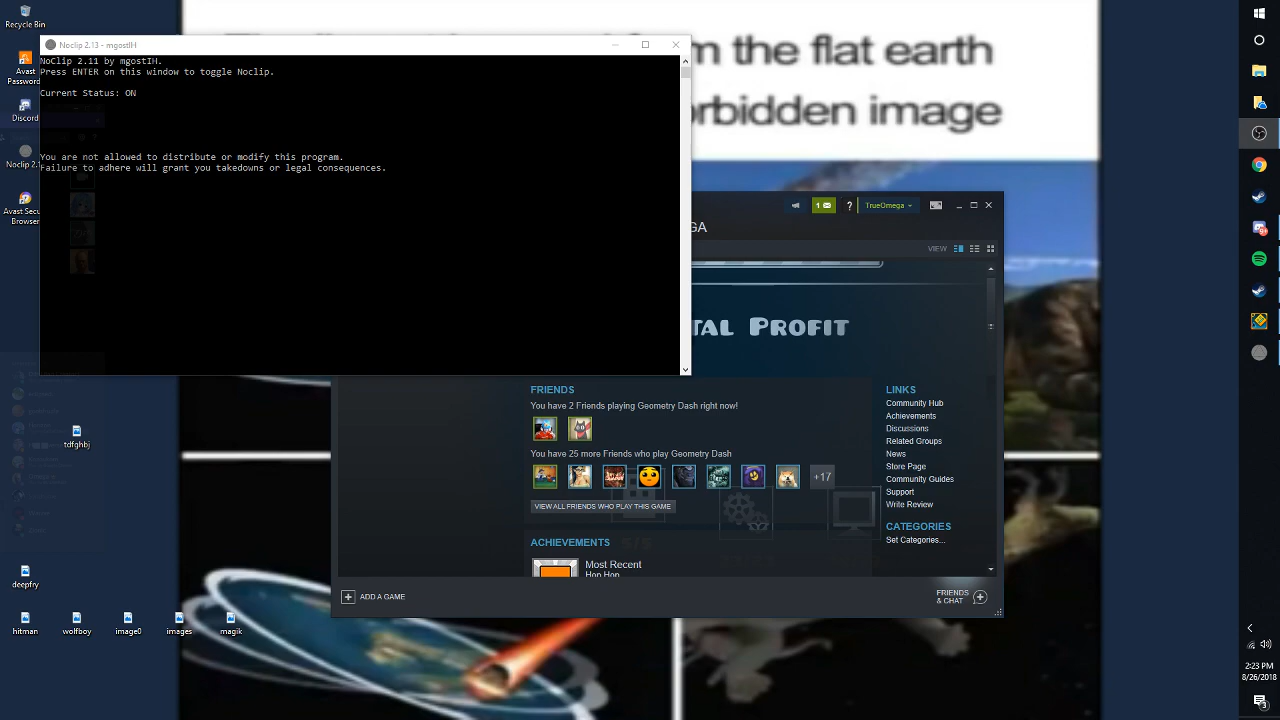 Recycle Bin
Avast
Password
Discord
Noclip 2.
Avast Secu
Browser
tdfghbj
deepfry
hitman
wolfboy
image0
images
magik
Noclip 2.13 - mgostIH
NoClip 2.11 by mgostIH.
Press ENTER on this window to toggle Noclip.
Current Status: ON
You are not allowed to distribute or modify this program.
Failure to adhere will grant you takedowns or legal consequences.
m the flat earth
orbidden image
1
?
TrueOmega
GA
VIEW
TAL PROFIT
FRIENDS
You have 2 Friends playing Geometry Dash right now!
You have 25 more Friends who play Geometry Dash
+17
VIEW ALL FRIENDS WHO PLAY THIS GAME
ACHIEVEMENTS
Most Recent
Hop Hop
LINKS
Community Hub
Achievements
Discussions
Related Groups
News
Store Page
Community Guides
Support
Write Review
CATEGORIES
Set Categories...
ADD A GAME
FRIENDS
& CHAT
2:23 PM
8/26/2018